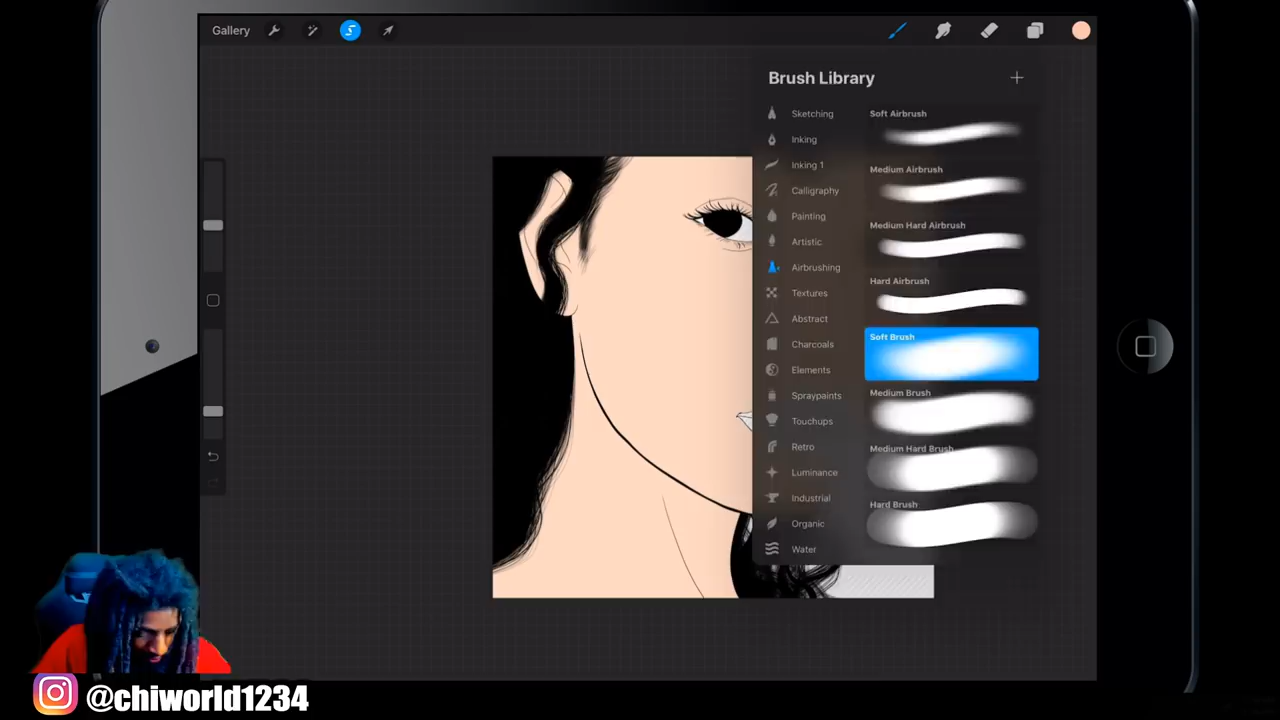 Gallery
Brush Library
Sketching
Inking
Inking 1
Calligraphy
Painting
Artistic
Airbrushing
Textures
Abstract
Charcoals
Elements
Spraypaints
Touchups
Retro
Luminance
Industrial
Organic
Water
Soft Airbrush
Medium Airbrush
Medium Hard Airbrush
Hard Airbrush
Soft Brush
Medium Brush
Medium Hard Brush
Hard Brush
@chiworld1234